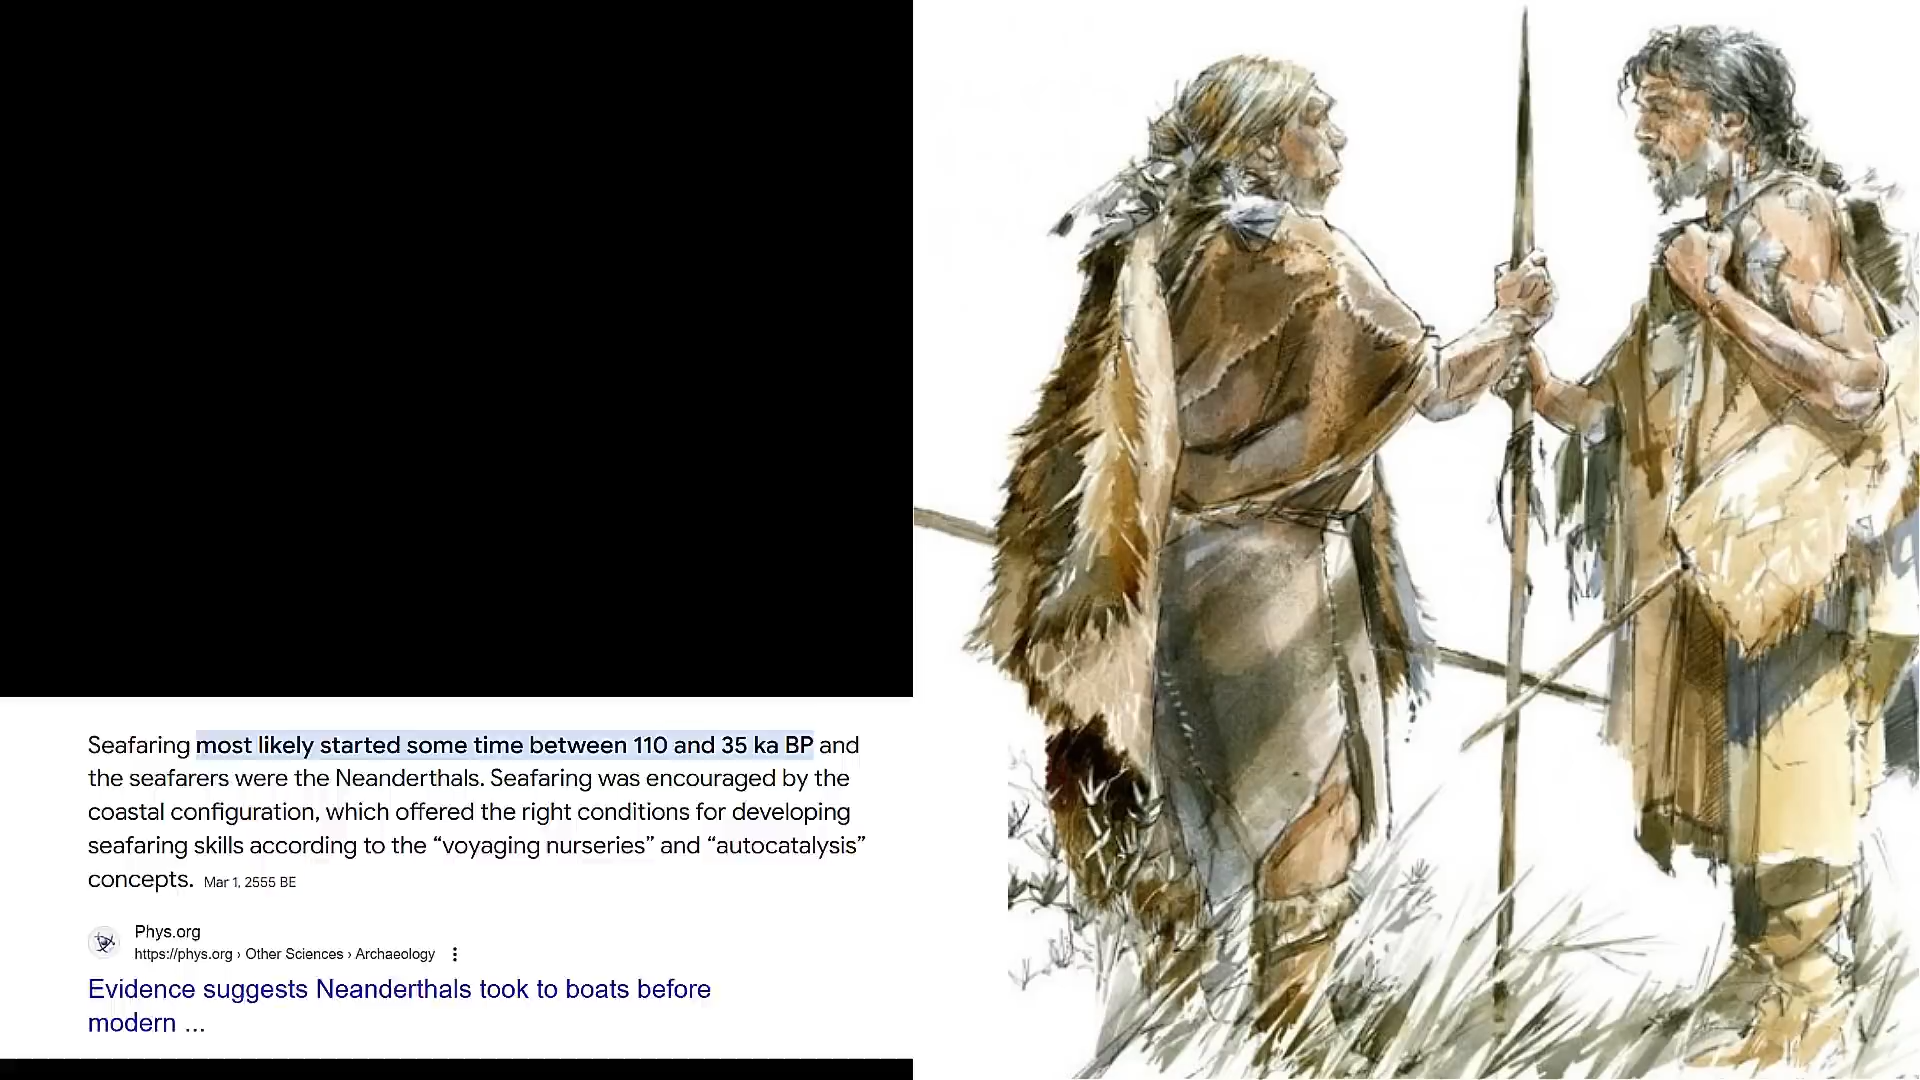 Seafaring most likely started some time between 110 and 35 ka BP and
the seafarers were the Neanderthals. Seafaring was encouraged by the
coastal configuration, which offered the right conditions for developing
seafaring skills according to the “voyaging nurseries” and “autocatalysis”
concepts. Mar 1, 2555 BE
Phys.org
https://phys.org › Other Sciences › Archaeology
Evidence suggests Neanderthals took to boats before
modern ...